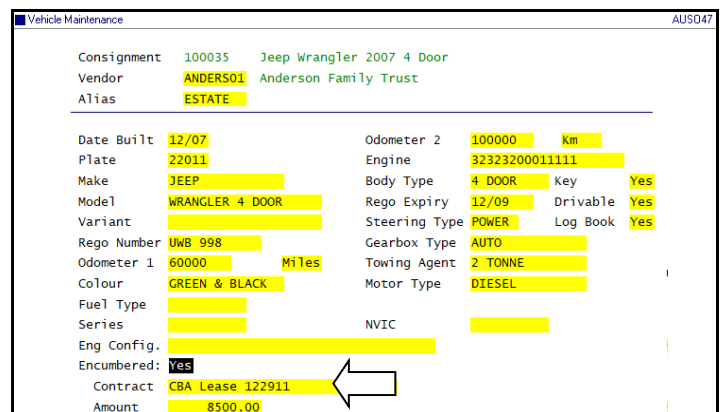 Vehicle Maintenance AUS047
Consignment 100035 Jeep Wrangler 2007 4 Door
Vendor ANDERS01 Anderson Family Trust
Alias ESTATE
Date Built 12/07 Odometer 2 100000 Km
Plate 22011 Engine 32323200011111
Make JEEP Body Type 4 DOOR Key Yes
Model WRANGLER 4 DOOR Rego Expiry 12/09 Drivable Yes
Variant Steering Type POWER Log Book Yes
Rego Number UWB 998 Gearbox Type AUTO
Odometer 1 60000 Miles Towing Agent 2 TONNE
Colour GREEN & BLACK Motor Type DIESEL
Fuel Type
Series NVIC
Eng Config.
Encumbered: Yes
Contract CBA Lease 122911
Amount 8500.00